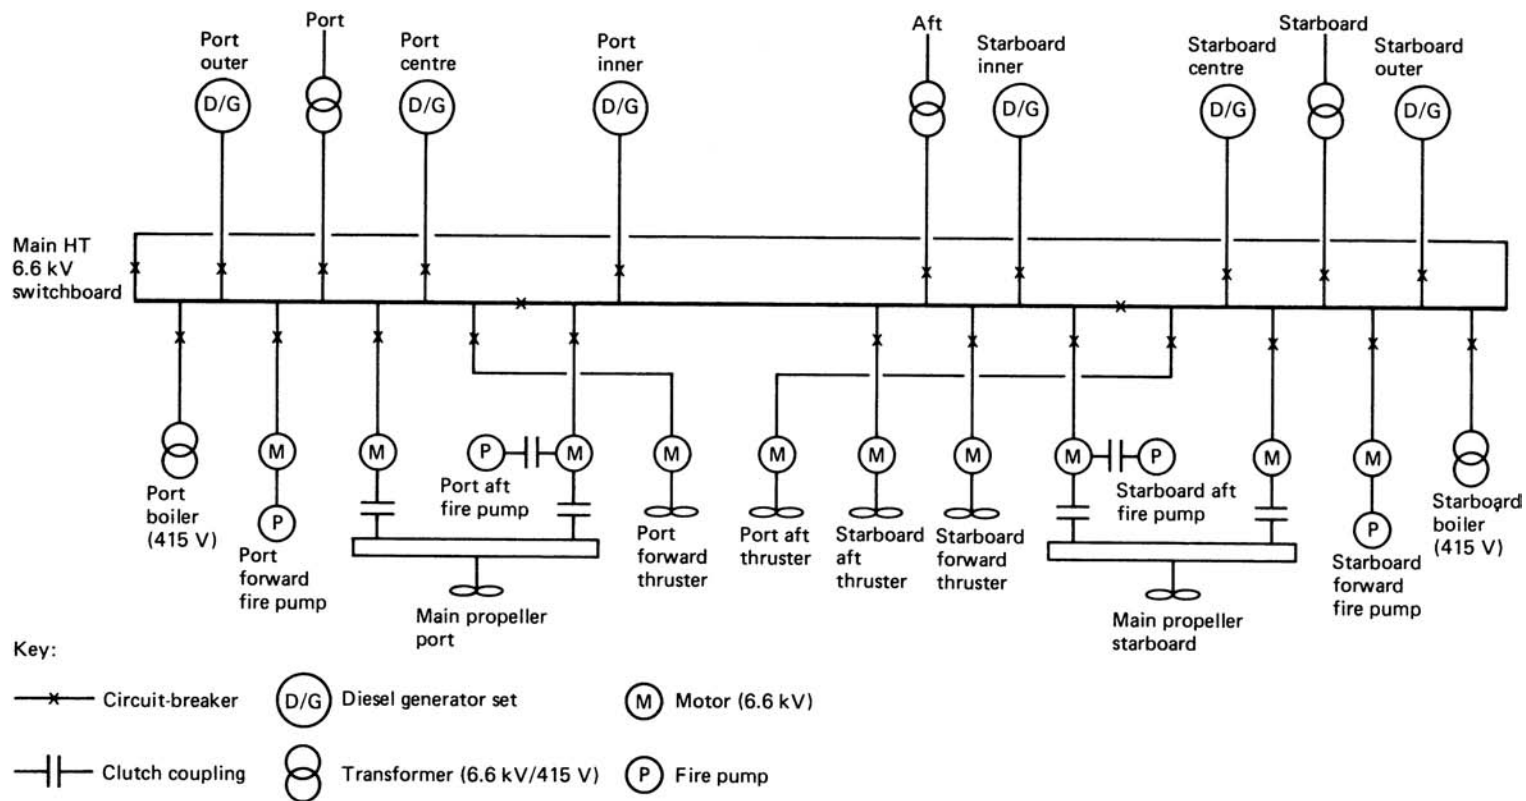 Port
outer
D/G
Port
Port
centre
D/G
Port
inner
D/G
Aft
Starboard
inner
D/G
Starboard
centre
D/G
Starboard
Starboard
outer
D/G
Main HT
6.6 kV
switchboard
Port
boiler
(415 V)
M
P
Port
forward
fire pump
M
P
M
Port aft
fire pump
Main propeller
port
M
Port
forward
thruster
M
Port aft
thruster
M
Starboard
aft
thruster
M
Starboard
forward
thruster
M
P
Starboard aft
fire pump
M
Main propeller
starboard
M
P
Starboard
forward
fire pump
Starboard
boiler
(415 V)
Key:
Circuit-breaker
D/G
Diesel generator set
M
Motor (6.6 kV)
Clutch coupling
Transformer (6.6 kV/415 V)
P
Fire pump